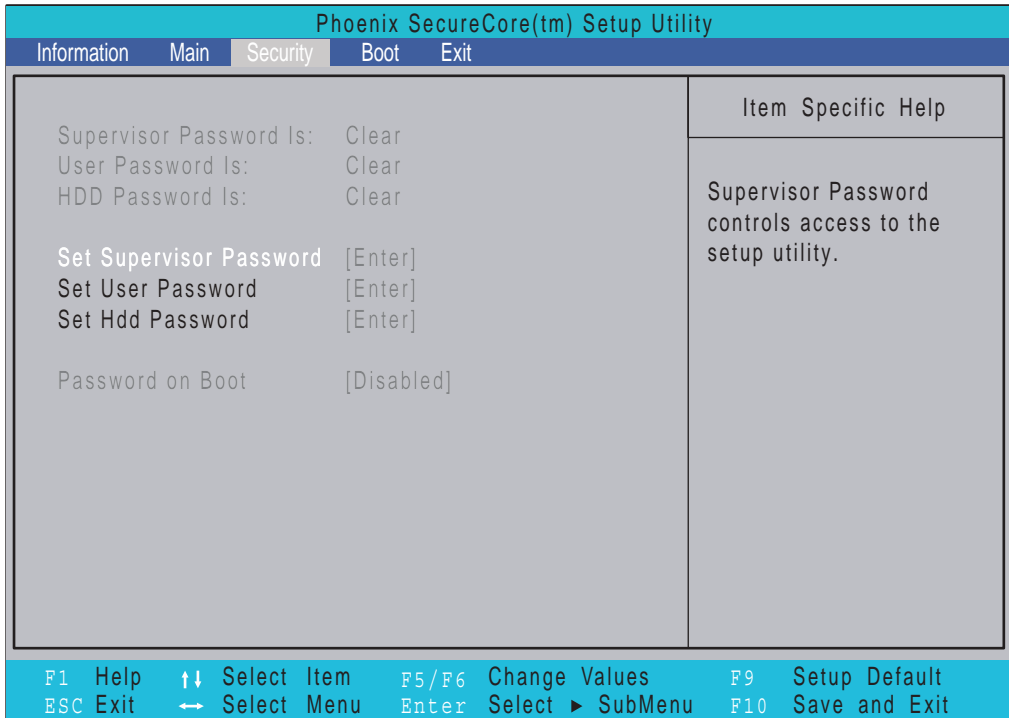 Phoenix SecureCore(tm) Setup Utility
Information Main Security Boot Exit
Supervisor Password Is: Clear
User Password Is: Clear
HDD Password Is: Clear
Set Supervisor Password [Enter]
Set User Password [Enter]
Set Hdd Password [Enter]
Password on Boot [Disabled]
Item Specific Help
Supervisor Password
controls access to the
setup utility.
F1 Help ↑↓ Select Item F5/F6 Change Values F9 Setup Default
ESC Exit ↔ Select Menu Enter Select ► SubMenu F10 Save and Exit